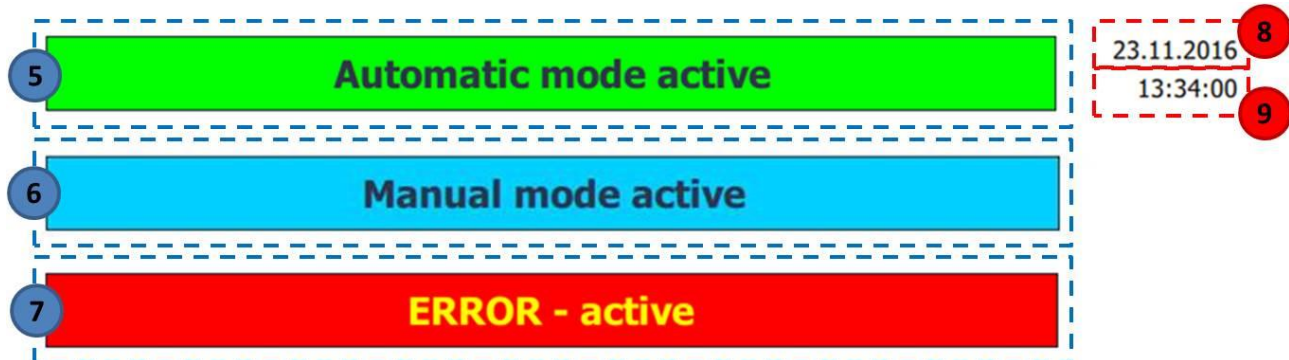 5
Automatic mode active
8
23.11.2016
13:34:00
9
6
Manual mode active
7
ERROR - active